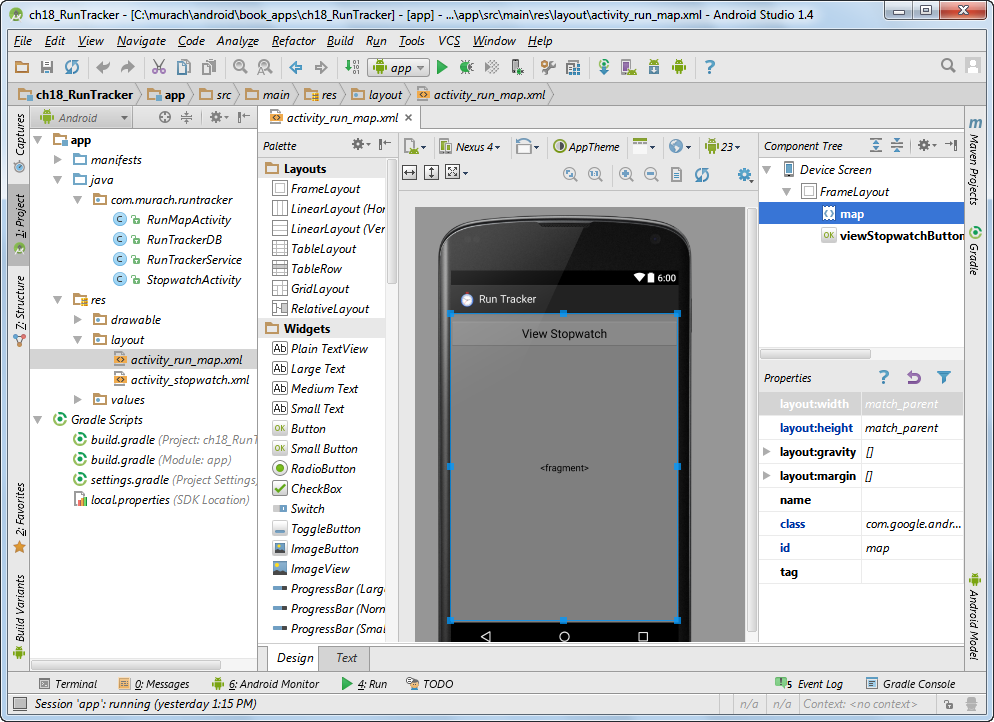 ch18_RunTracker - [C:\murach\android\book_apps\ch18_RunTracker] - [app] - ...\app\src\main\res\layout\activity_run_map.xml - Android Studio 1.4
File Edit View Navigate Code Analyze Refactor Build Run Tools VCS Window Help
app
ch18_RunTracker app src main res layout activity_run_map.xml
Captures
1: Project
7: Structure
2: Favorites
Build Variants
Android
app
manifests
java
com.murach.runtracker
RunMapActivity
RunTrackerDB
RunTrackerService
StopwatchActivity
res
drawable
layout
activity_run_map.xml
activity_stopwatch.xml
values
Gradle Scripts
build.gradle (Project: ch18_RunT
build.gradle (Module: app)
settings.gradle (Project Settings)
local.properties (SDK Location)
activity_run_map.xml
Palette
Layouts
FrameLayout
LinearLayout (Hor
LinearLayout (Ver
TableLayout
TableRow
GridLayout
RelativeLayout
Widgets
Plain TextView
Large Text
Medium Text
Small Text
Button
Small Button
RadioButton
CheckBox
Switch
ToggleButton
ImageButton
ImageView
ProgressBar (Larg
ProgressBar (Norn
ProgressBar (Smal
Nexus 4 AppTheme 23
6:00
Run Tracker
View Stopwatch
<fragment>
Design Text
Component Tree
Device Screen
FrameLayout
map
OK viewStopwatchButton
Properties
layout:width match_parent
layout:height match_parent
layout:gravity []
layout:margin []
name
class com.google.andr...
id map
tag
Maven Projects
Gradle
Android Model
Terminal 0: Messages 6: Android Monitor 4: Run TODO 5 Event Log Gradle Console
Session 'app': running (yesterday 1:15 PM) n/a n/a Context: <no context>